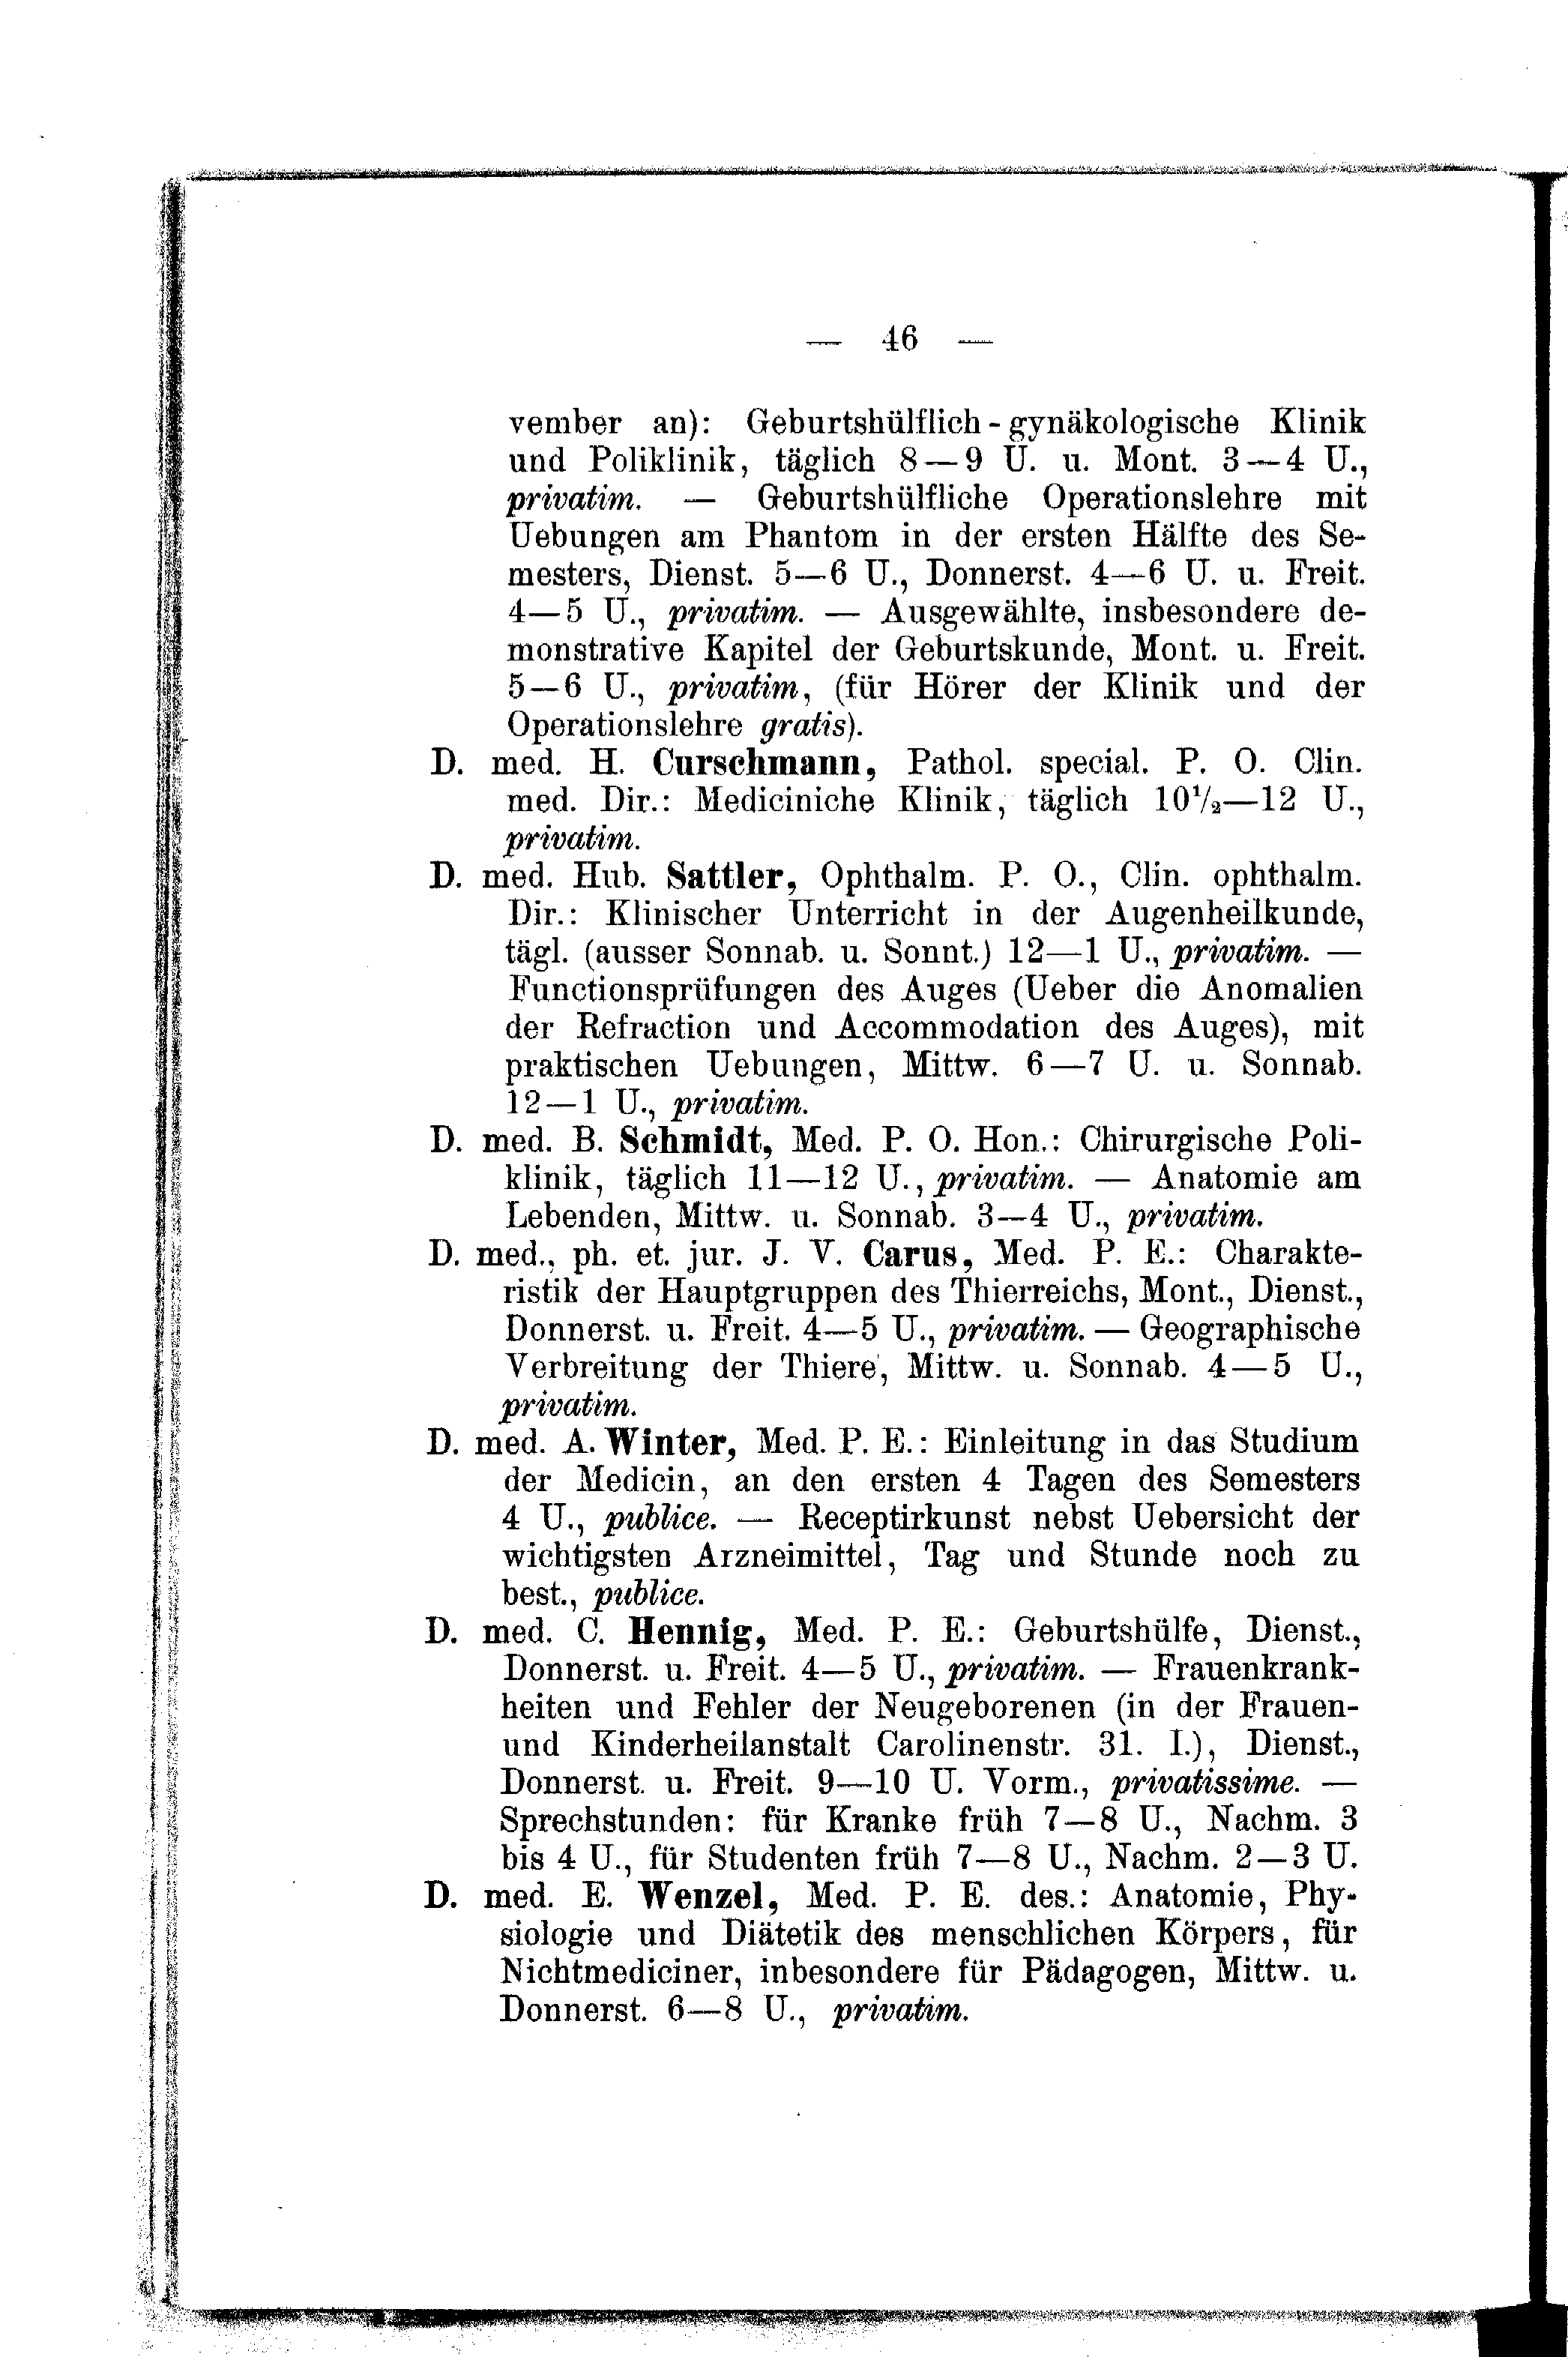 — 46 —
vember an): Geburtshülflich-gynäkologische Klinik
und Poliklinik, täglich 8—9 U. u. Mont. 3—4 U.,
privatim. — Geburtshülfliche Operationslehre mit
Uebungen am Phantom in der ersten Hälfte des Se-
mesters, Dienst. 5—6 U., Donnerst. 4—6 U. u. Freit.
4—5 U., privatim. — Ausgewählte, insbesondere de-
monstrative Kapitel der Geburtskunde, Mont. u. Freit.
5—6 U., privatim, (für Hörer der Klinik und der
Operationslehre gratis).
D. med. H. Curschmann, Pathol. special. P. O. Clin.
med. Dir.: Mediciniche Klinik, täglich 10½—12 U.,
privatim.
D. med. Hub. Sattler, Ophthalm. P. O., Clin. ophthalm.
Dir.: Klinischer Unterricht in der Augenheilkunde,
tägl. (ausser Sonnab. u. Sonnt.) 12—1 U., privatim. —
Functionsprüfungen des Auges (Ueber die Anomalien
der Refraction und Accommodation des Auges), mit
praktischen Uebungen, Mittw. 6—7 U. u. Sonnab.
12—1 U., privatim.
D. med. B. Schmidt, Med. P. O. Hon.: Chirurgische Poli-
klinik, täglich 11—12 U., privatim. — Anatomie am
Lebenden, Mittw. u. Sonnab. 3—4 U., privatim.
D. med., ph. et. jur. J. V. Carus, Med. P. E.: Charakte-
ristik der Hauptgruppen des Thierreichs, Mont., Dienst.,
Donnerst. u. Freit. 4—5 U., privatim. — Geographische
Verbreitung der Thiere, Mittw. u. Sonnab. 4—5 U.,
privatim.
D. med. A. Winter, Med. P. E.: Einleitung in das Studium
der Medicin, an den ersten 4 Tagen des Semesters
4 U., publice. — Receptirkunst nebst Uebersicht der
wichtigsten Arzneimittel, Tag und Stunde noch zu
best., publice.
D. med. C. Hennig, Med. P. E.: Geburtshülfe, Dienst.,
Donnerst. u. Freit. 4—5 U., privatim. — Frauenkrank-
heiten und Fehler der Neugeborenen (in der Frauen-
und Kinderheilanstalt Carolinenstr. 31. I.), Dienst.,
Donnerst. u. Freit. 9—10 U. Vorm., privatissime. —
Sprechstunden: für Kranke früh 7—8 U., Nachm. 3
bis 4 U., für Studenten früh 7—8 U., Nachm. 2—3 U.
D. med. E. Wenzel, Med. P. E. des.: Anatomie, Phy-
siologie und Diätetik des menschlichen Körpers, für
Nichtmediciner, inbesondere für Pädagogen, Mittw. u.
Donnerst. 6—8 U., privatim.